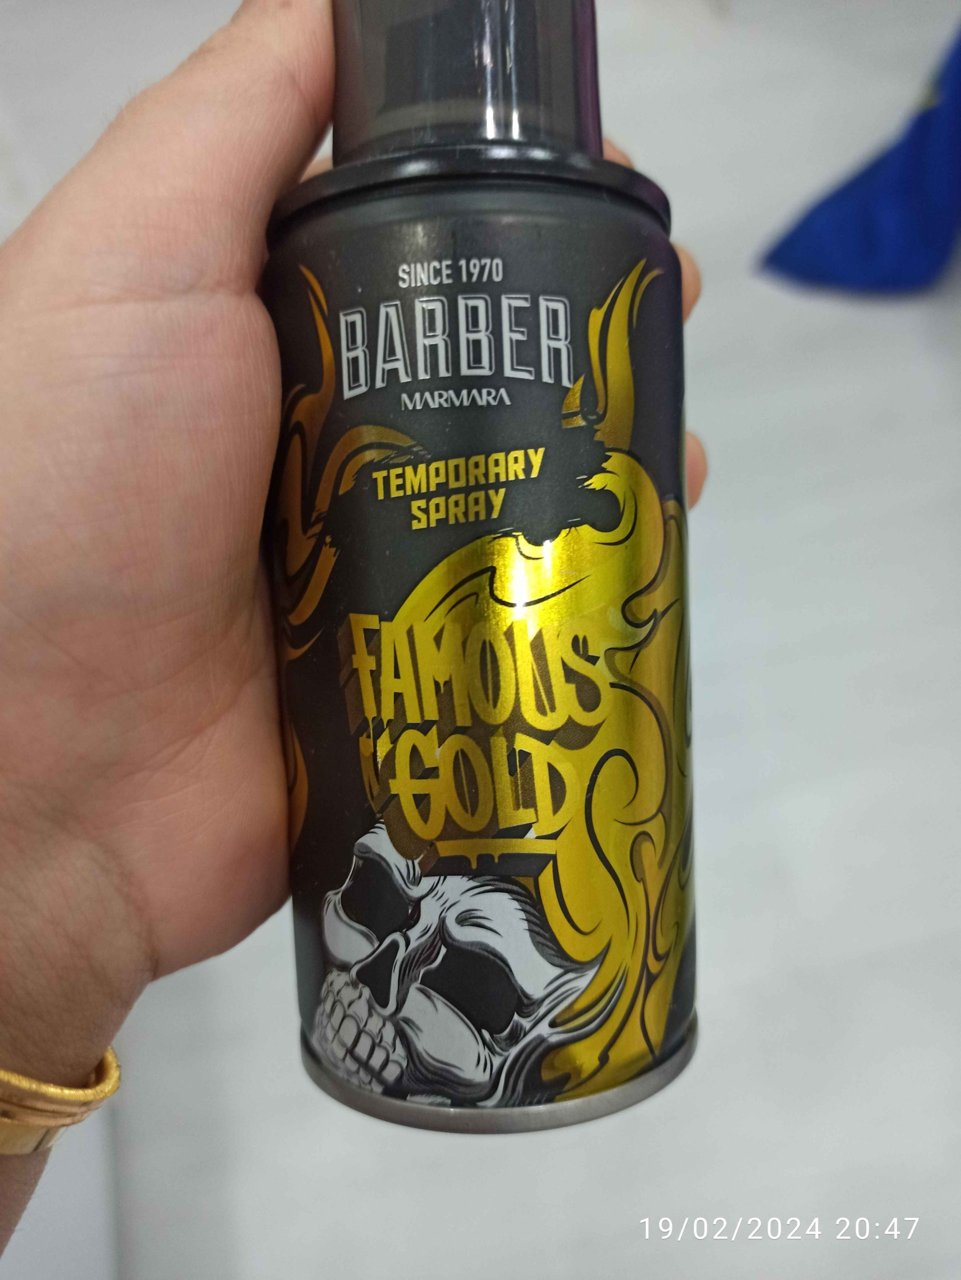 SINCE 1970
BARBER
MARMARA
TEMPORARY
SPRAY
FAMOUS
N'GOLD
19/02/2024 20:47